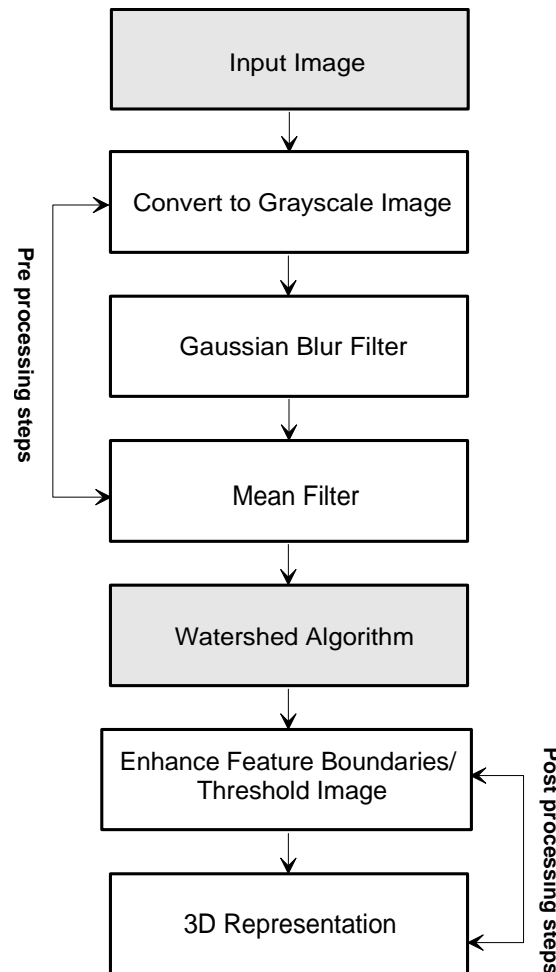 Input Image
Convert to Grayscale Image
Pre processing steps
Gaussian Blur Filter
Mean Filter
Watershed Algorithm
Enhance Feature Boundaries/
Threshold Image
Post processing steps
3D Representation